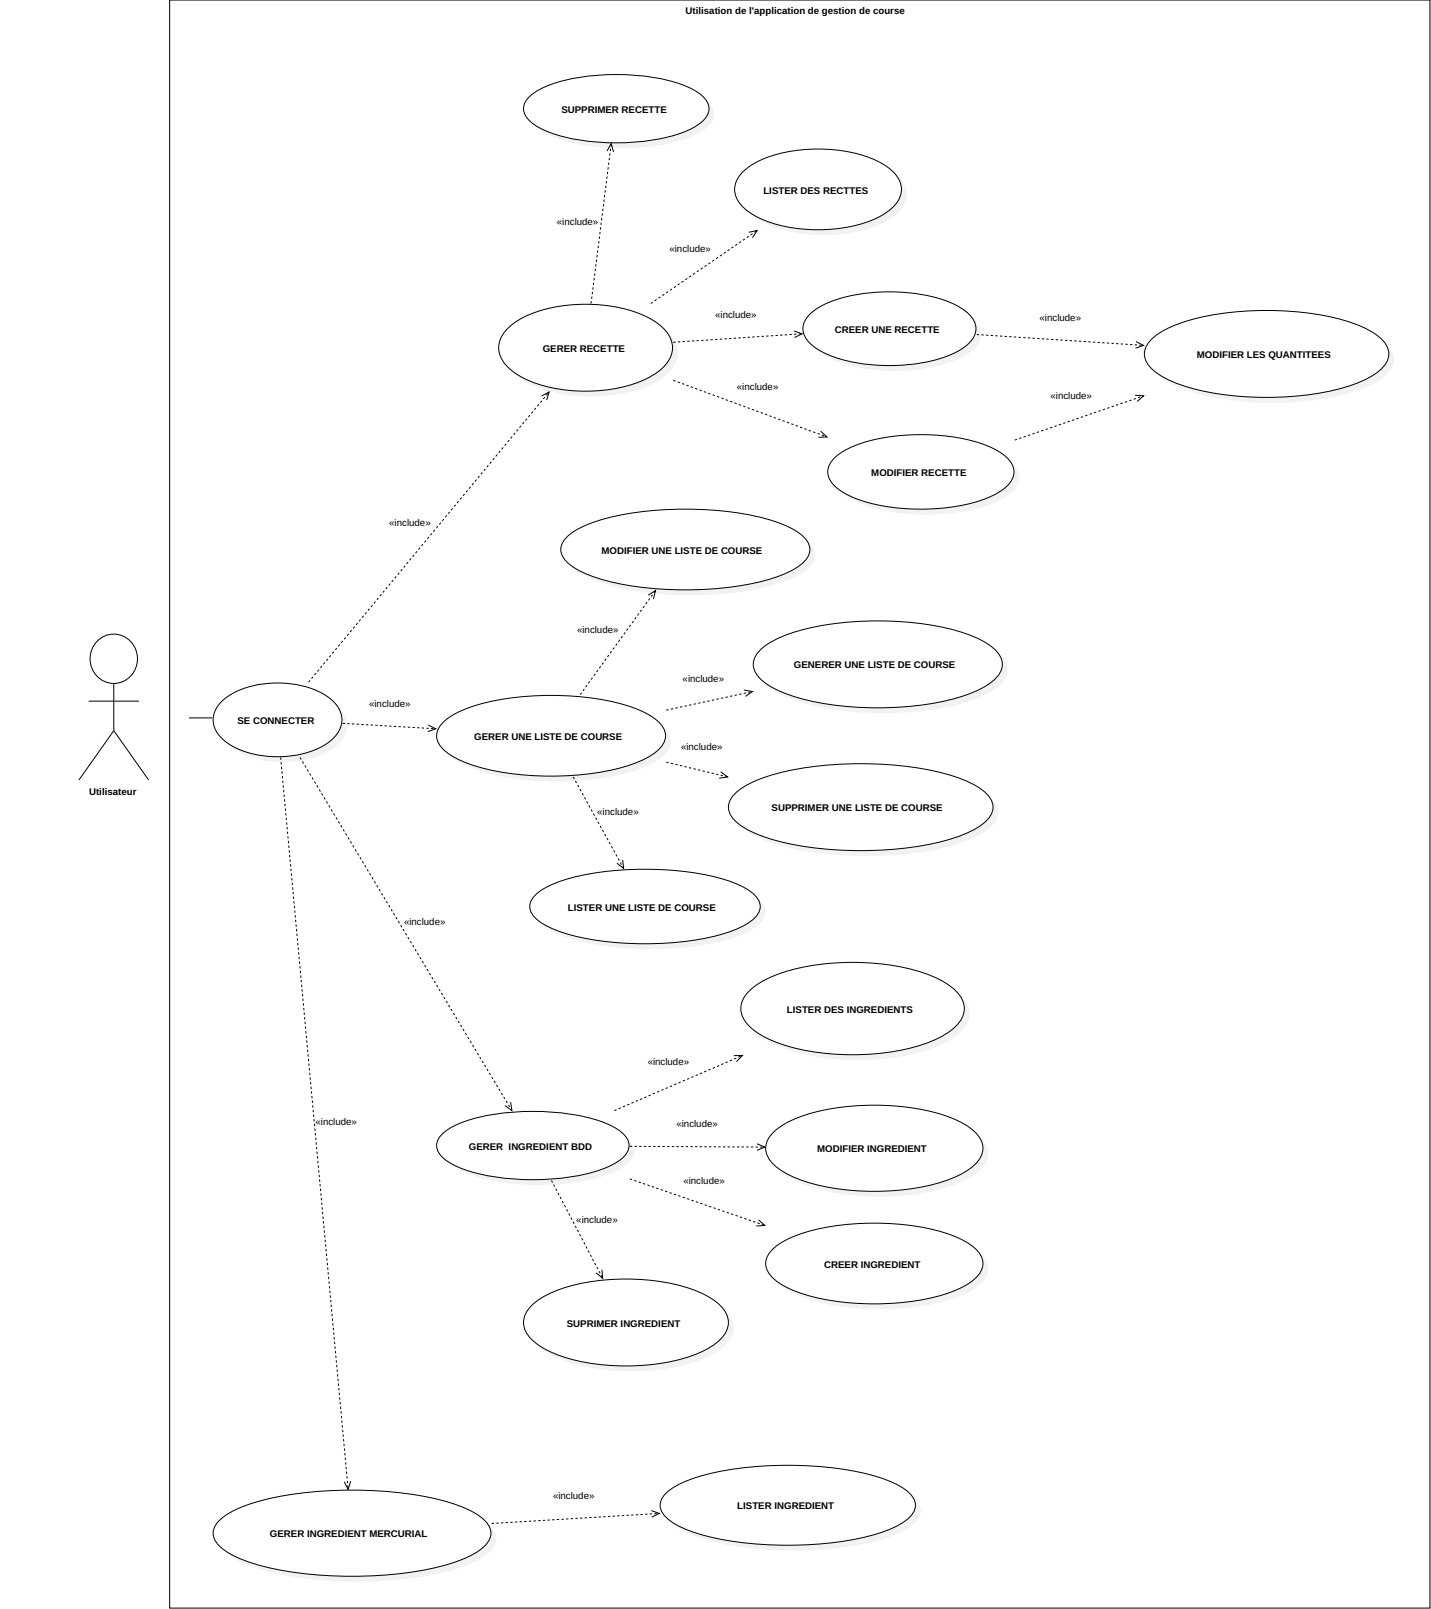 Utilisation de l'application de gestion de course
SUPPRIMER RECETTE
LISTER DES RECTTES
«include»
«include»
«include»
CREER UNE RECETTE
«include»
GERER RECETTE
MODIFIER LES QUANTITEES
«include»
«include»
MODIFIER RECETTE
«include»
MODIFIER UNE LISTE DE COURSE
«include»
GENERER UNE LISTE DE COURSE
«include»
«include»
SE CONNECTER
GERER UNE LISTE DE COURSE
«include»
Utilisateur
SUPPRIMER UNE LISTE DE COURSE
«include»
LISTER UNE LISTE DE COURSE
«include»
LISTER DES INGREDIENTS
«include»
«include»
«include»
GERER  INGREDIENT BDD
MODIFIER INGREDIENT
«include»
«include»
CREER INGREDIENT
SUPRIMER INGREDIENT
«include»
LISTER INGREDIENT
GERER INGREDIENT MERCURIAL